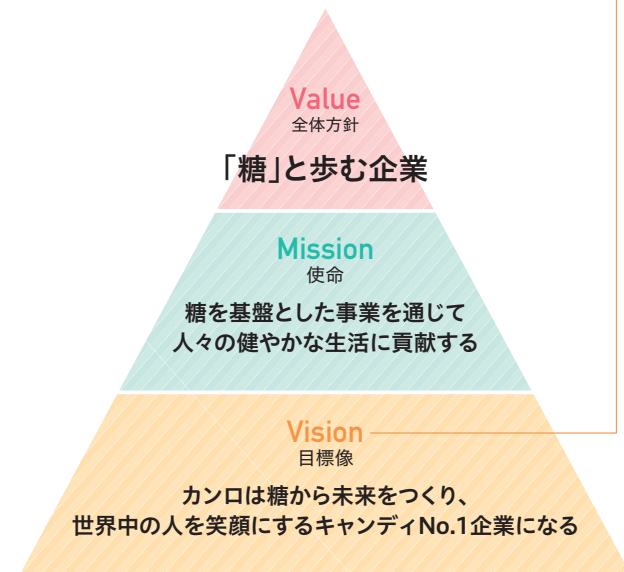 Value
全体方針
「糖」と歩む企業
Mission
使命
糖を基盤とした事業を通じて
人々の健やかな生活に貢献する
Vision
目標像
カンロは糖から未来をつくり、
世界中の人を笑顔にするキャンディNo.1企業になる